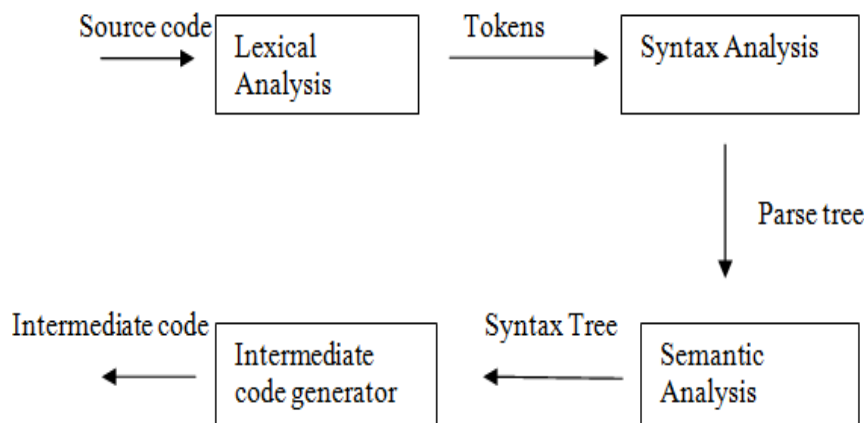 Source code
Lexical
Analysis
Tokens
Syntax Analysis
Parse tree
Semantic
Analysis
Syntax Tree
Intermediate
code generator
Intermediate code